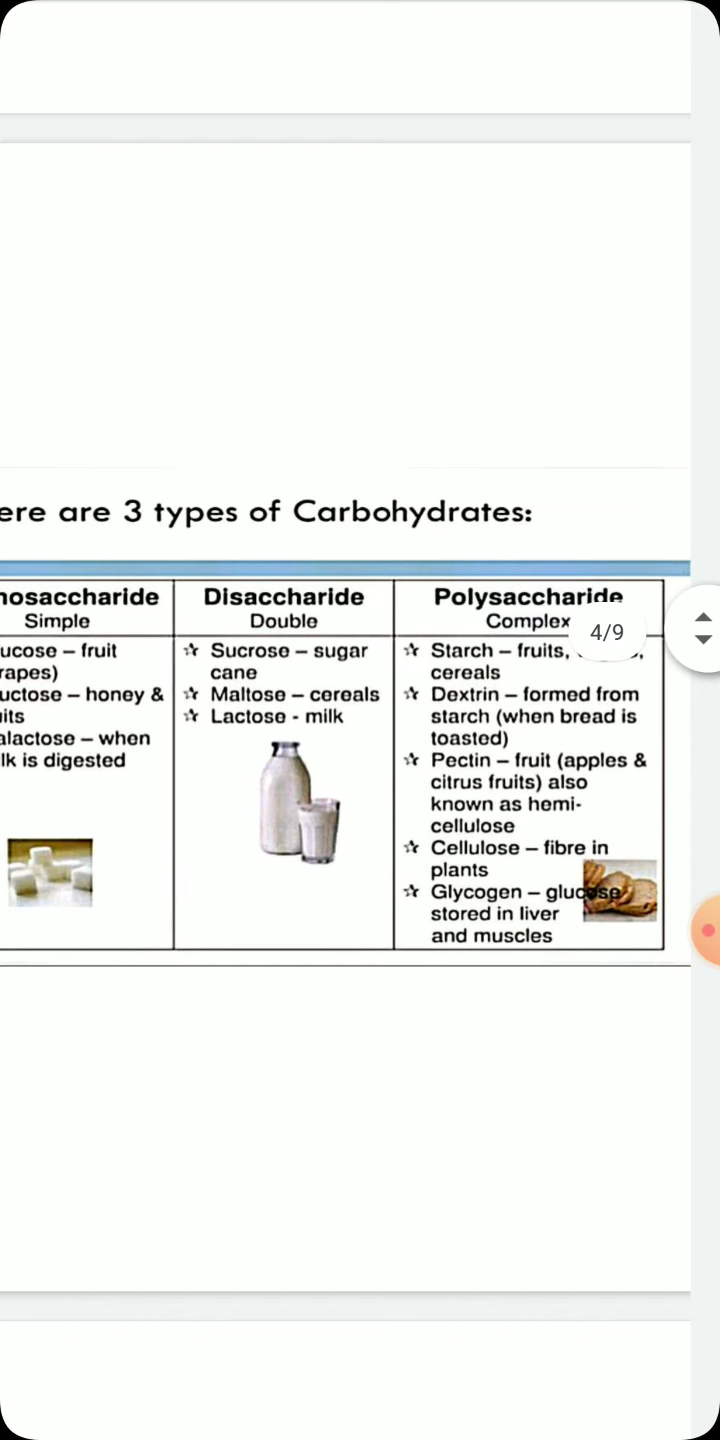 ere are 3 types of Carbohydrates:
nosaccharide
Simple
ucose – fruit
rapes)
uctose – honey &
its
alactose – when
lk is digested
Disaccharide
Double
☆ Sucrose – sugar
cane
☆ Maltose – cereals
☆ Lactose - milk
Polysaccharide
Complex
☆ Starch – fruits,
cereals
☆ Dextrin – formed from
starch (when bread is
toasted)
☆ Pectin – fruit (apples &
citrus fruits) also
known as hemi-
cellulose
☆ Cellulose – fibre in
plants
☆ Glycogen – glucose
stored in liver
and muscles
4/9